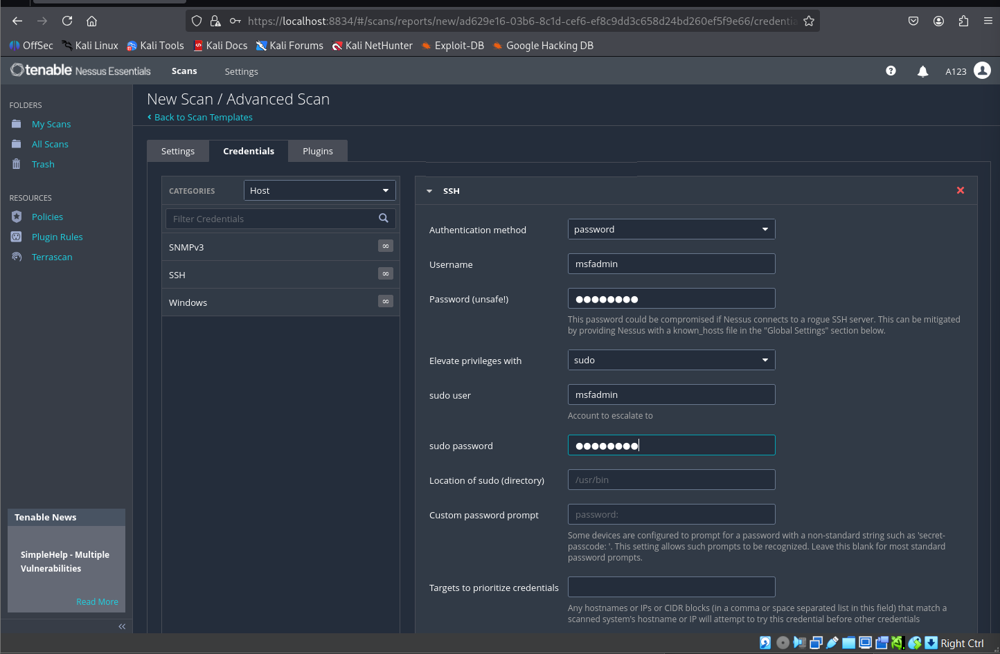 https://localhost:8834/#/scans/reports/new/ad629e16-03b6-8c1d-cef6-ef8c9dd3c658d24bd260ef5f9e66/credentia
OffSec Kali Linux Kali Tools Kali Docs Kali Forums Kali NetHunter Exploit-DB Google Hacking DB
tenable Nessus Essentials Scans Settings A123
FOLDERS
My Scans
All Scans
Trash
RESOURCES
Policies
Plugin Rules
Terrascan
Tenable News
SimpleHelp - Multiple
Vulnerabilities
Read More
New Scan / Advanced Scan
Back to Scan Templates
Settings Credentials Plugins
CATEGORIES Host
Filter Credentials
SNMPv3 ∞
SSH ∞
Windows ∞
SSH
Authentication method password
Username msfadmin
Password (unsafe!) ●●●●●●●●
This password could be compromised if Nessus connects to a rogue SSH server. This can be mitigated
by providing Nessus with a known_hosts file in the "Global Settings" section below.
Elevate privileges with sudo
sudo user msfadmin
Account to escalate to
sudo password ●●●●●●●●
Location of sudo (directory) /usr/bin
Custom password prompt password:
Some devices are configured to prompt for a password with a non-standard string such as 'secret-
passcode: '. This setting allows such prompts to be recognized. Leave this blank for most standard
password prompts.
Targets to prioritize credentials
Any hostnames or IPs or CIDR blocks (in a comma or space separated list in this field) that match a
scanned system's hostname or IP will attempt to try this credential before other credentials
Right Ctrl